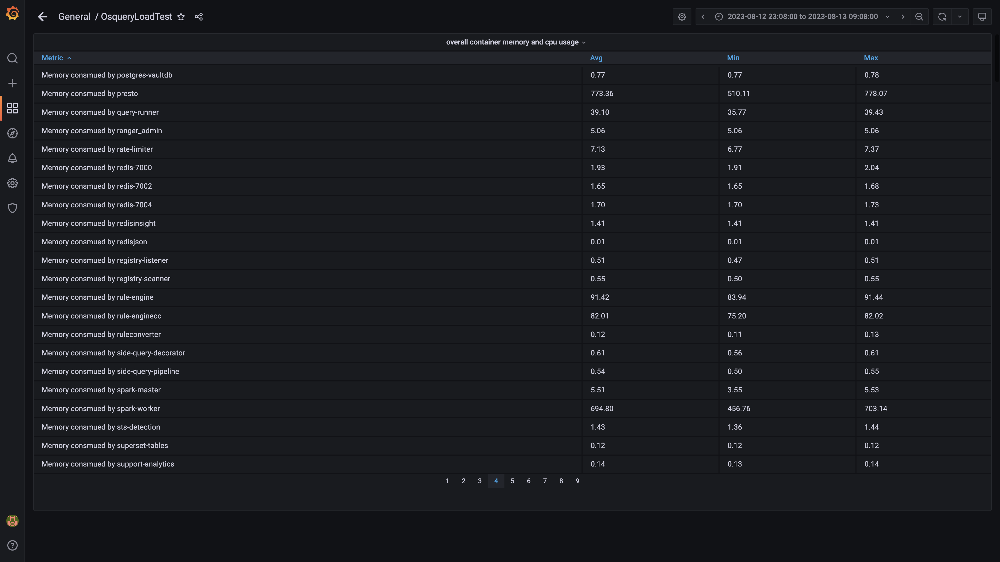 General / OsqueryLoadTest
2023-08-12 23:08:00 to 2023-08-13 09:08:00
overall container memory and cpu usage
Metric Avg Min Max
Memory consmued by postgres-vaultdb 0.77 0.77 0.78
Memory consmued by presto 773.36 510.11 778.07
Memory consmued by query-runner 39.10 35.77 39.43
Memory consmued by ranger_admin 5.06 5.06 5.06
Memory consmued by rate-limiter 7.13 6.77 7.37
Memory consmued by redis-7000 1.93 1.91 2.04
Memory consmued by redis-7002 1.65 1.65 1.68
Memory consmued by redis-7004 1.70 1.70 1.73
Memory consmued by redisinsight 1.41 1.41 1.41
Memory consmued by redisjson 0.01 0.01 0.01
Memory consmued by registry-listener 0.51 0.47 0.51
Memory consmued by registry-scanner 0.55 0.50 0.55
Memory consmued by rule-engine 91.42 83.94 91.44
Memory consmued by rule-enginecc 82.01 75.20 82.02
Memory consmued by ruleconverter 0.12 0.11 0.13
Memory consmued by side-query-decorator 0.61 0.56 0.61
Memory consmued by side-query-pipeline 0.54 0.50 0.55
Memory consmued by spark-master 5.51 3.55 5.53
Memory consmued by spark-worker 694.80 456.76 703.14
Memory consmued by sts-detection 1.43 1.36 1.44
Memory consmued by superset-tables 0.12 0.12 0.12
Memory consmued by support-analytics 0.14 0.13 0.14
1 2 3 4 5 6 7 8 9